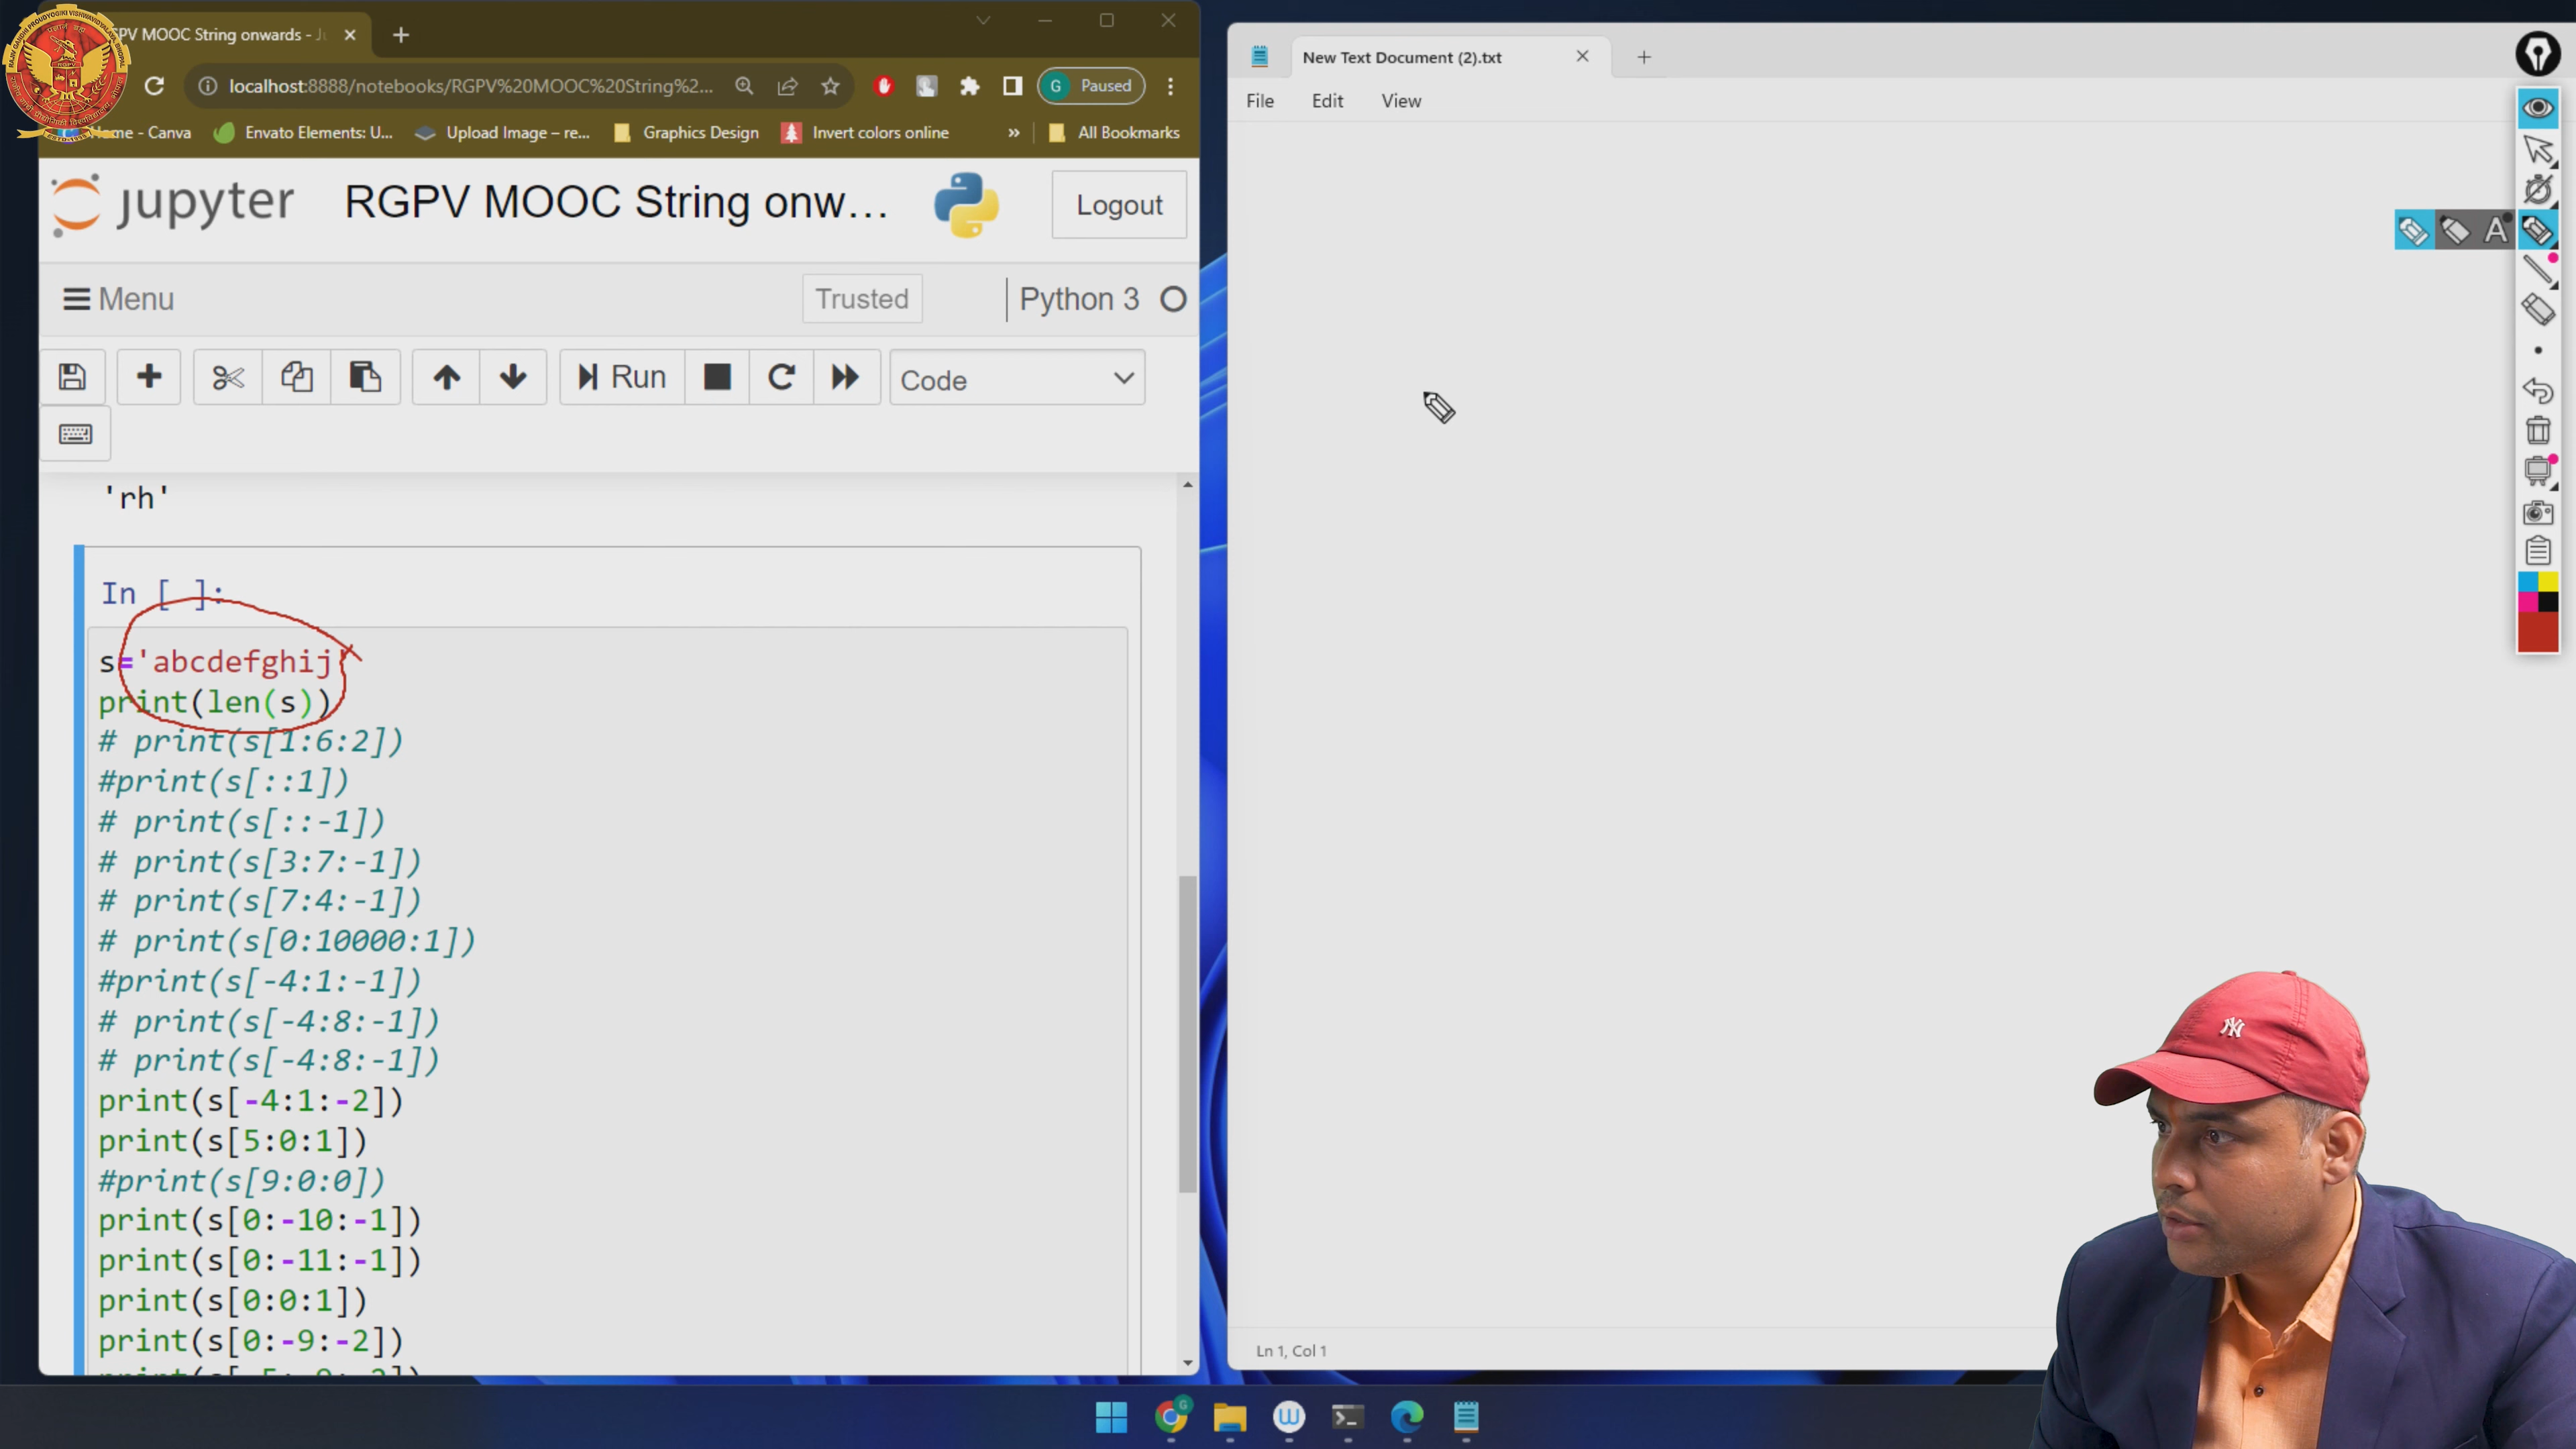 RGPV MOOC String onwards - Ju
localhost:8888/notebooks/RGPV%20MOOC%20String%2...
G Paused
Home - Canva
Envato Elements: U...
Upload Image – re...
Graphics Design
Invert colors online
»
All Bookmarks
jupyter
RGPV MOOC String onw...
Logout
Menu
Trusted
Python 3
Run
Code
'rh'
In [ ]:
s='abcdefghij'
print(len(s))
# print(s[1:6:2])
#print(s[::1])
# print(s[::-1])
# print(s[3:7:-1])
# print(s[7:4:-1])
# print(s[0:10000:1])
#print(s[-4:1:-1])
# print(s[-4:8:-1])
# print(s[-4:8:-1])
print(s[-4:1:-2])
print(s[5:0:1])
#print(s[9:0:0])
print(s[0:-10:-1])
print(s[0:-11:-1])
print(s[0:0:1])
print(s[0:-9:-2])
New Text Document (2).txt
File
Edit
View
A
Ln 1, Col 1
NY